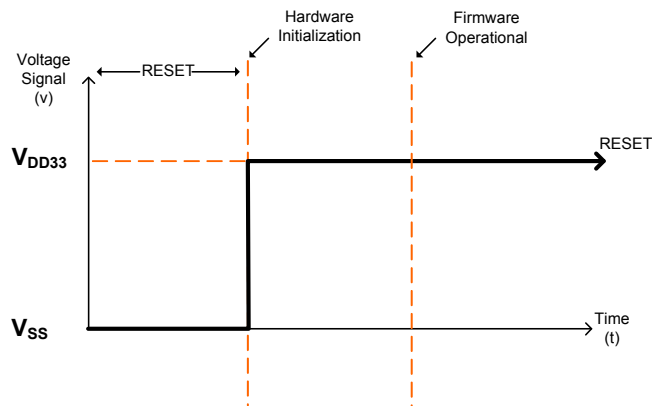 Hardware
Initialization
Firmware
Operational
Voltage
Signal
(v)
RESET
VDD33
RESET
VSS
Time
(t)